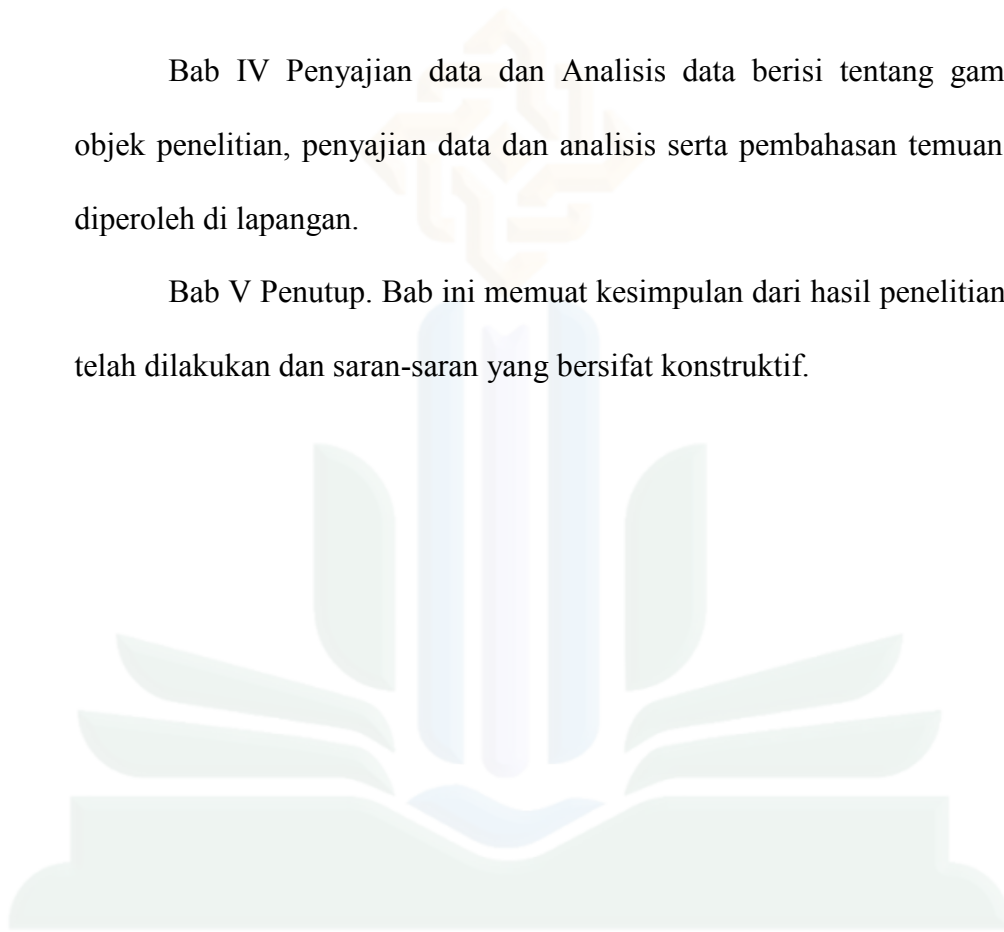 Bab IV Penyajian data dan Analisis data berisi tentang gam
objek penelitian, penyajian data dan analisis serta pembahasan temuan
diperoleh di lapangan.
Bab V Penutup. Bab ini memuat kesimpulan dari hasil penelitian
telah dilakukan dan saran-saran yang bersifat konstruktif.